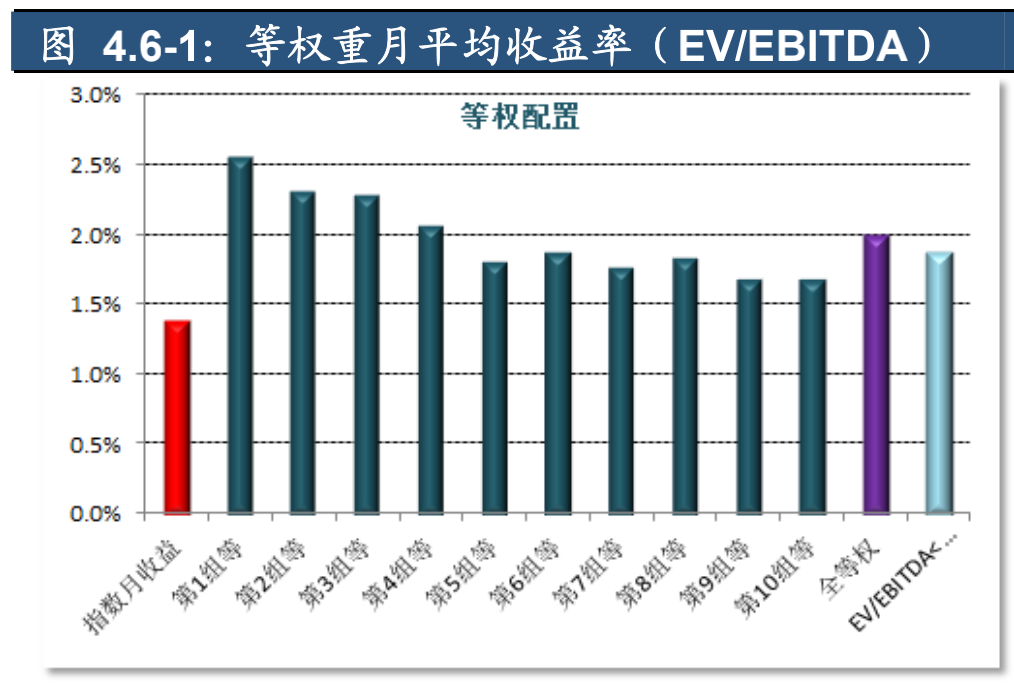 图 4.6-1：等权重月平均收益率（EV/EBITDA）
等权配置
3.0%
2.5%
2.0%
1.5%
1.0%
0.5%
0.0%
指数月收益
第1组等
第2组等
第3组等
第4组等
第5组等
第6组等
第7组等
第8组等
第9组等
第10组等
全等权
EV/EBITDA<...